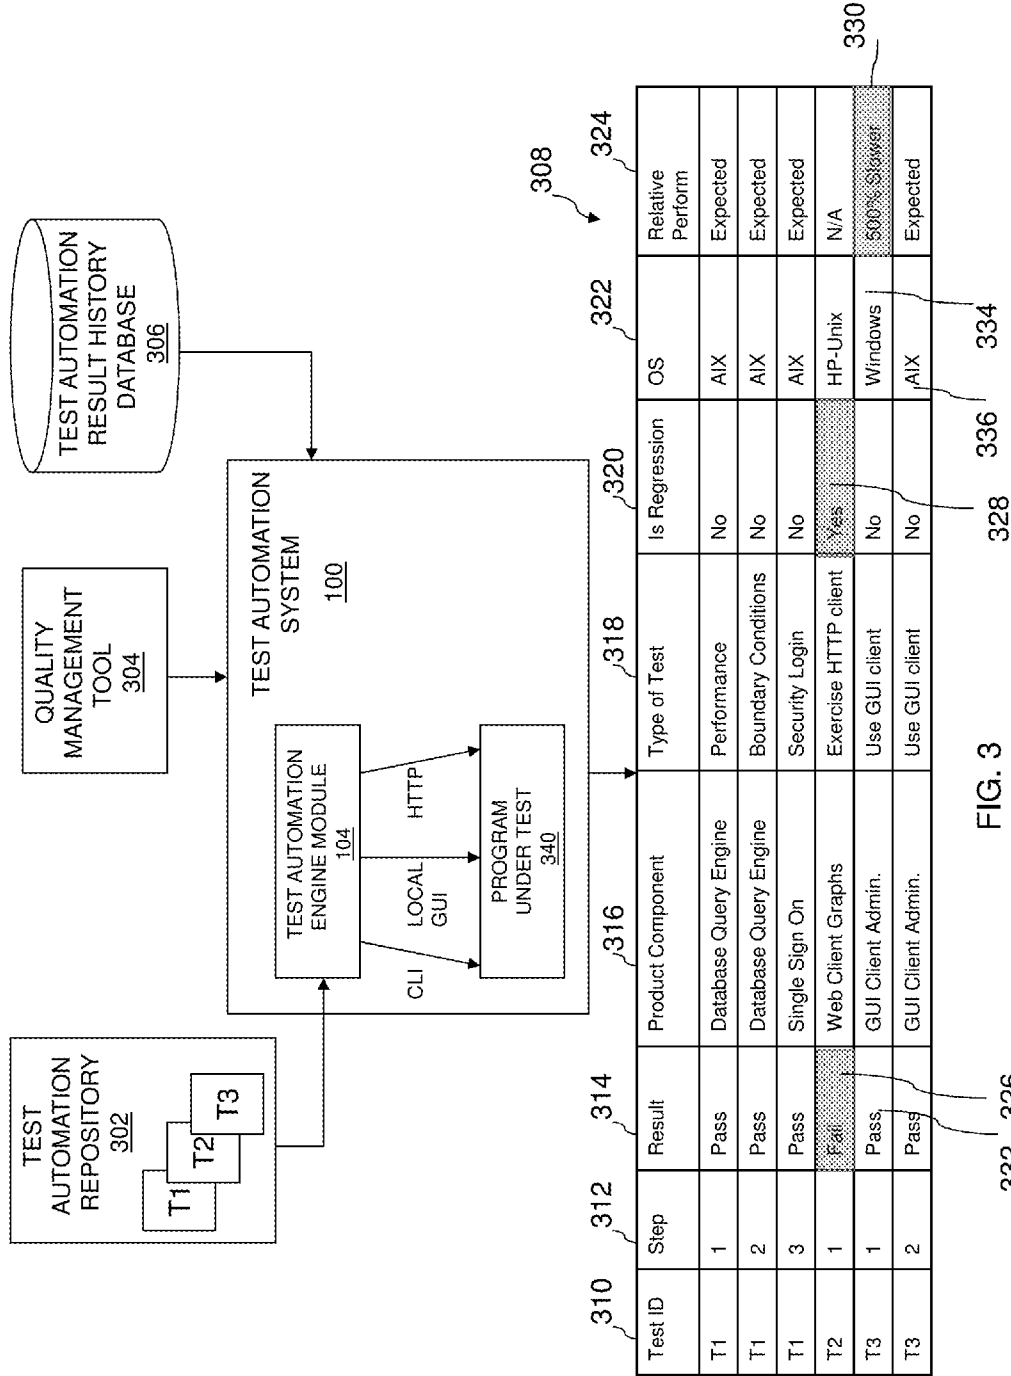 TEST
AUTOMATION
REPOSITORY
302
T1
T2
T3
QUALITY
MANAGEMENT
TOOL
304
TEST AUTOMATION
RESULT HISTORY
DATABASE
306
TEST AUTOMATION
SYSTEM
100
TEST AUTOMATION
ENGINE MODULE
104
CLI
LOCAL
GUI
HTTP
PROGRAM
UNDER TEST
340
308
310 312 314 316 318 320 322 324
Test ID Step Result Product Component Type of Test Is Regression OS Relative Perform
T1 1 Pass Database Query Engine Performance No AIX Expected
T1 2 Pass Database Query Engine Boundary Conditions No AIX Expected
T1 3 Pass Single Sign On Security Login No AIX Expected
T2 1 Fail Web Client Graphs Exercise HTTP client Yes HP-Unix N/A
T3 1 Pass GUI Client Admin. Use GUI client No Windows 500% Slower
T3 2 Pass GUI Client Admin. Use GUI client No AIX Expected
330
332 326 328 336 334
FIG. 3